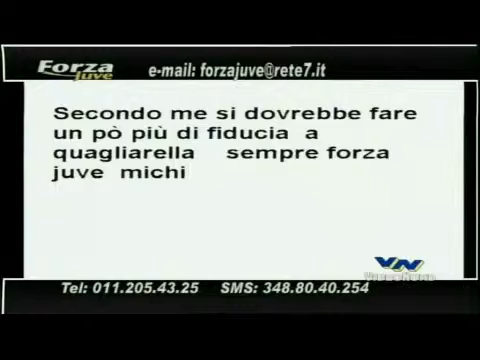 Forza
juve
e-mail: forzajuve@rete7.it
Secondo me si dovrebbe fare
un pò più di fiducia a
quagliarella sempre forza
juve michi
VN
Tel: 011.205.43.25 SMS: 348.80.40.254